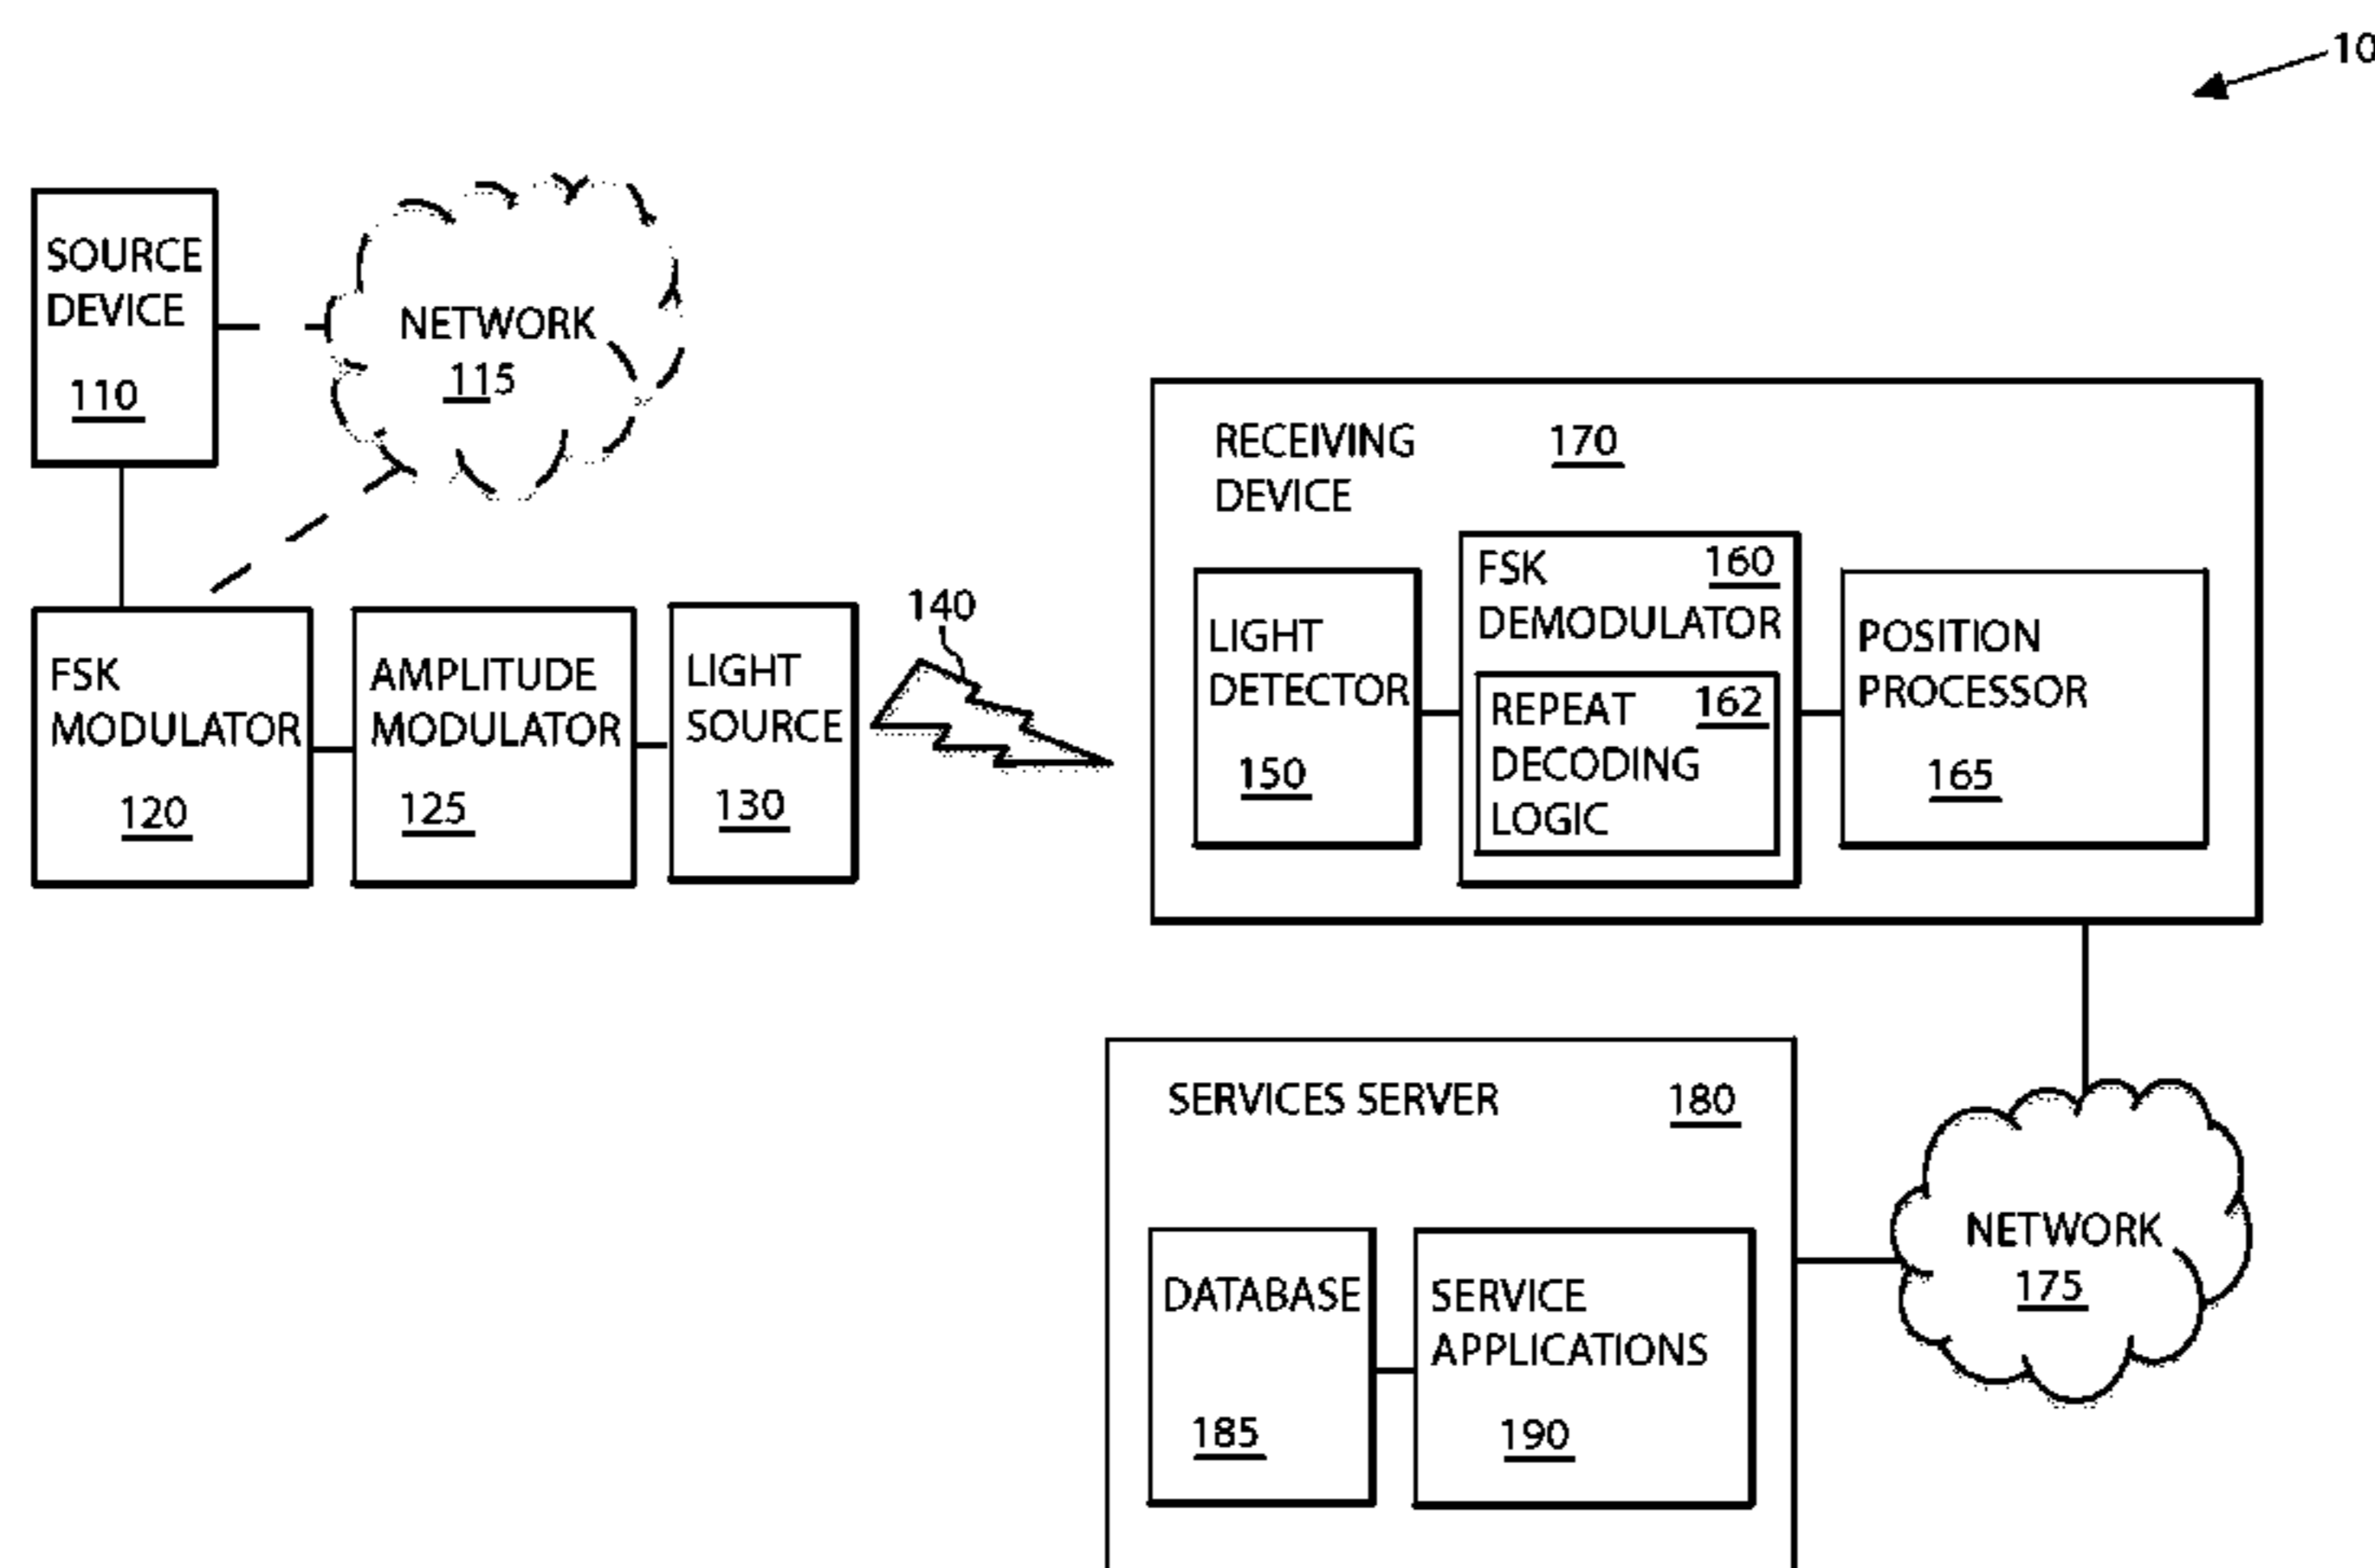 10
SOURCE
DEVICE
110
NETWORK
115
FSK
MODULATOR
120
AMPLITUDE
MODULATOR
125
LIGHT
SOURCE
130
140
RECEIVING
DEVICE
170
LIGHT
DETECTOR
150
FSK
DEMODULATOR
160
REPEAT
DECODING
LOGIC
162
POSITION
PROCESSOR
165
SERVICES SERVER
180
DATABASE
185
SERVICE
APPLICATIONS
190
NETWORK
175